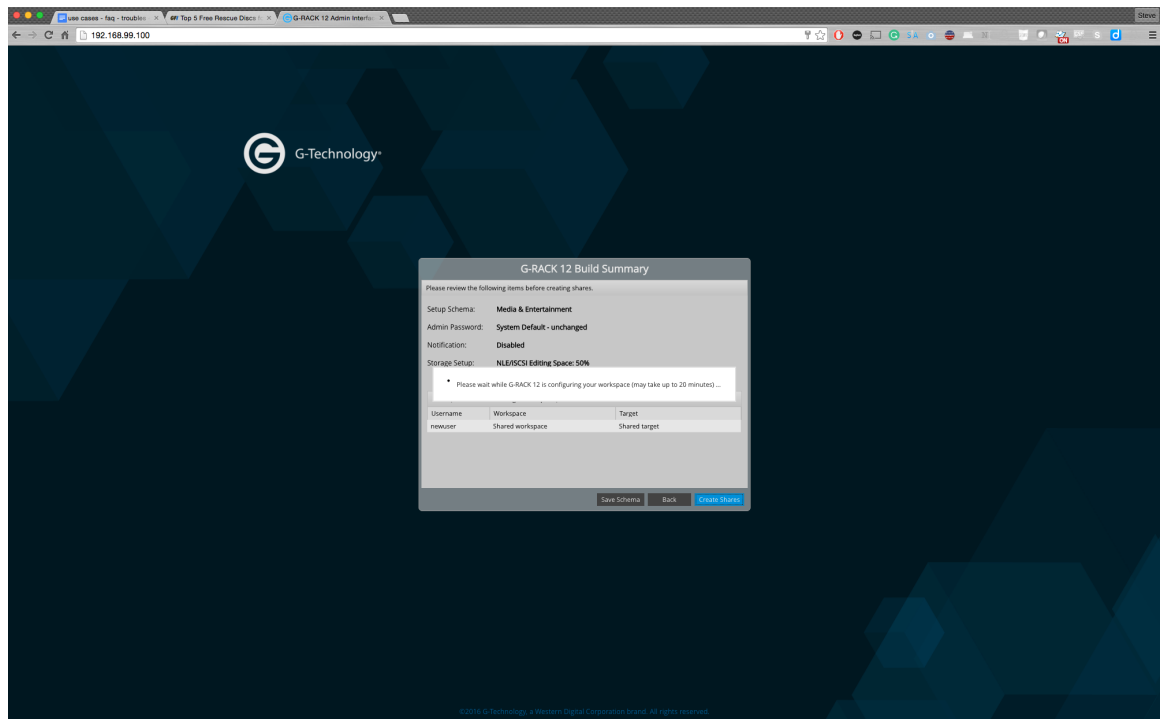 use cases - faq - troubles
Top 5 Free Rescue Discs
G-RACK 12 Admin Interfac
Steve
192.168.99.100
G-Technology®
G-RACK 12 Build Summary
Please review the following items before creating shares.
Setup Schema: Media & Entertainment
Admin Password: System Default - unchanged
Notification: Disabled
Storage Setup: NLE/iSCSI Editing Space: 50%
Please wait while G-RACK 12 is configuring your workspace (may take up to 20 minutes) ...
Username Workspace Target
newuser Shared workspace Shared target
Save Schema Back Create Shares
©2016 G-Technology, a Western Digital Corporation brand. All rights reserved.